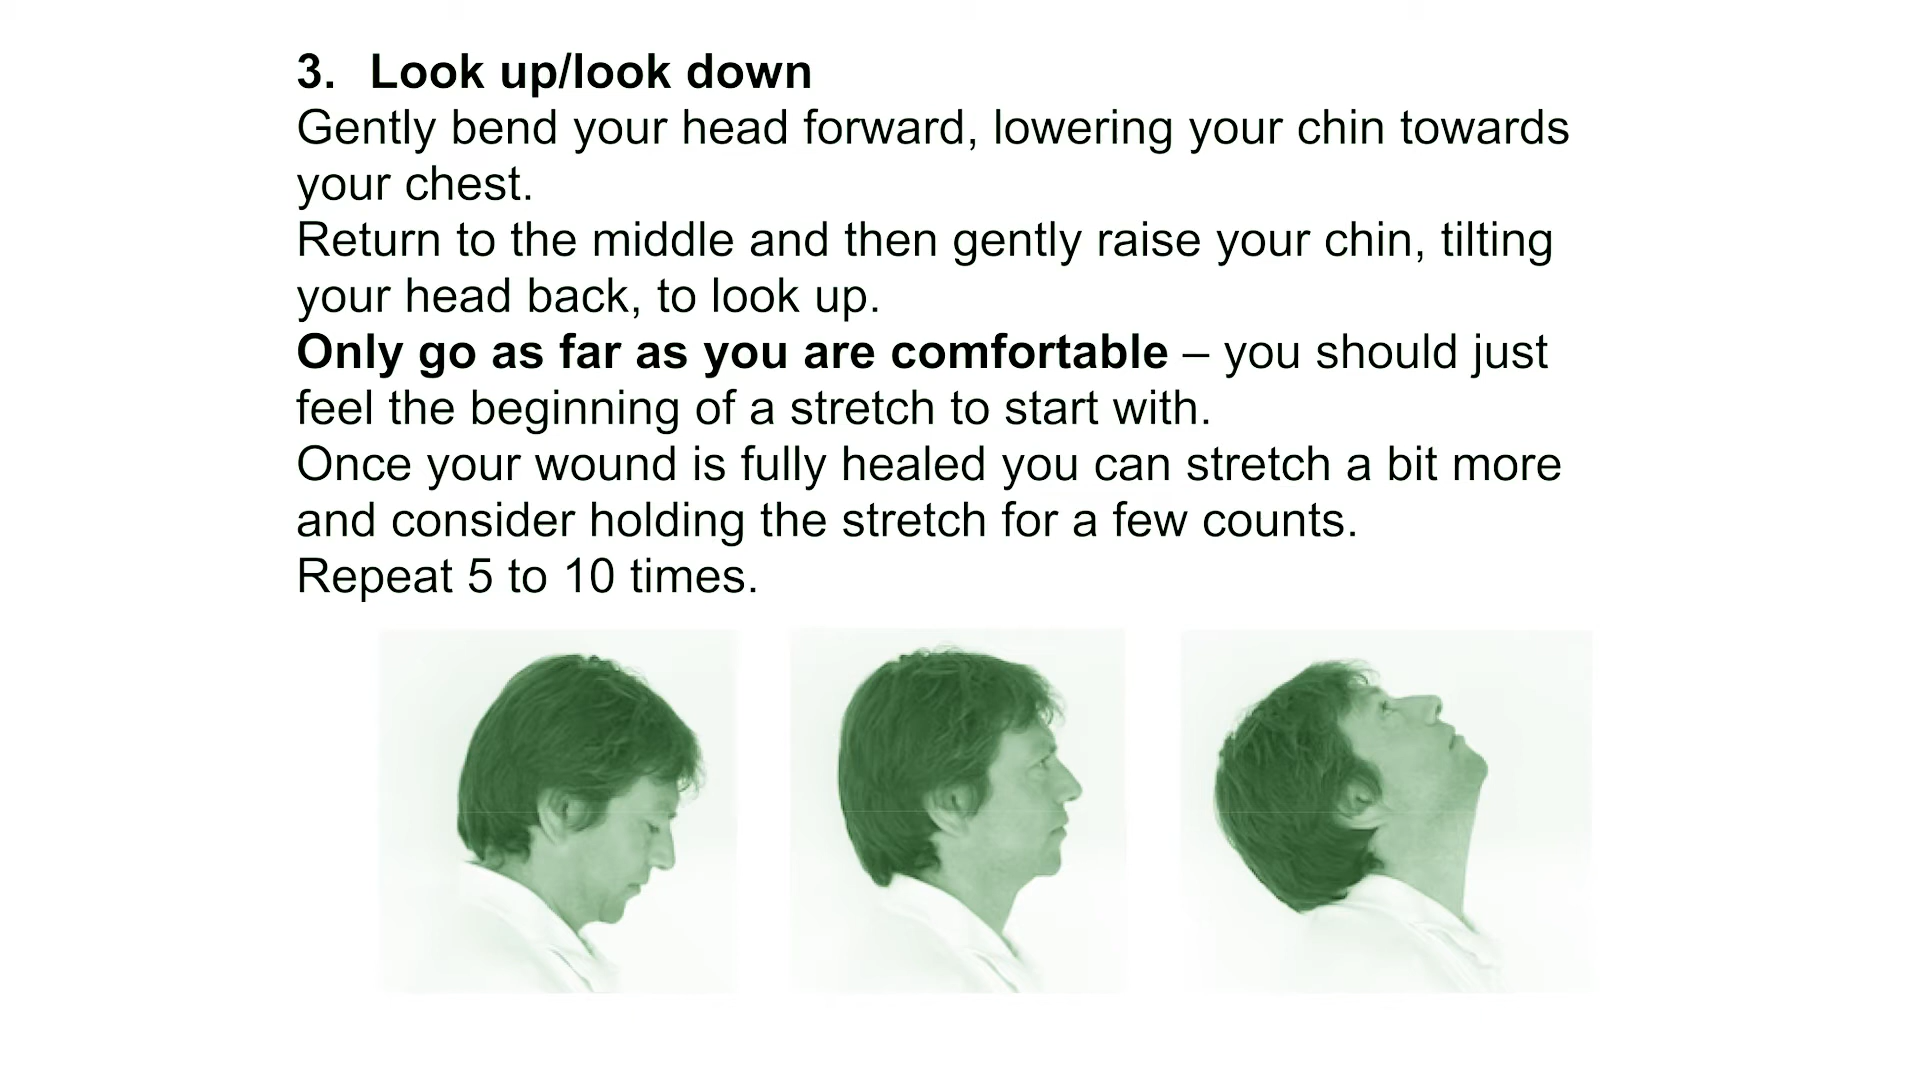 3. Look up/look down
Gently bend your head forward, lowering your chin towards
your chest.
Return to the middle and then gently raise your chin, tilting
your head back, to look up.
Only go as far as you are comfortable – you should just
feel the beginning of a stretch to start with.
Once your wound is fully healed you can stretch a bit more
and consider holding the stretch for a few counts.
Repeat 5 to 10 times.